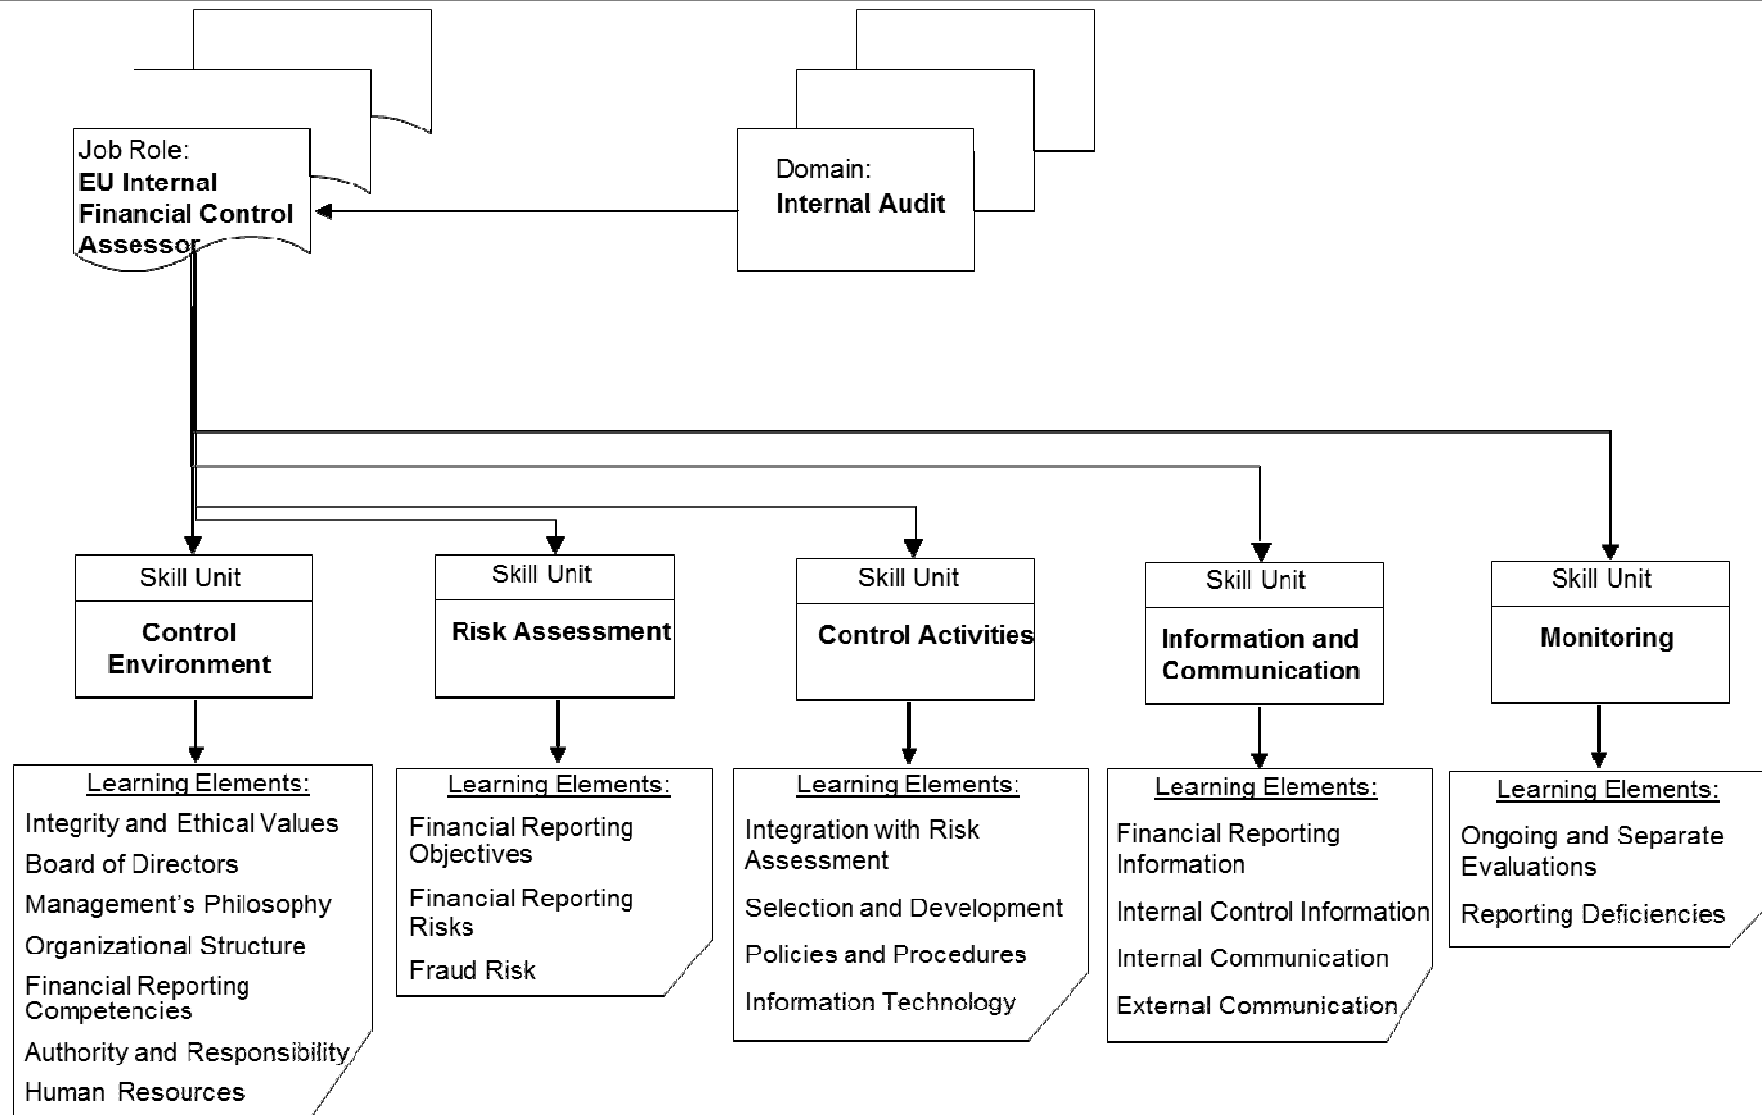 Job Role:
EU Internal
Financial Control
Assessor
Domain:
Internal Audit
Skill Unit
Control
Environment
Skill Unit
Risk Assessment
Skill Unit
Control Activities
Skill Unit
Information and
Communication
Skill Unit
Monitoring
Learning Elements:
Integrity and Ethical Values
Board of Directors
Management’s Philosophy
Organizational Structure
Financial Reporting
Competencies
Authority and Responsibility
Human Resources
Learning Elements:
Financial Reporting
Objectives
Financial Reporting
Risks
Fraud Risk
Learning Elements:
Integration with Risk
Assessment
Selection and Development
Policies and Procedures
Information Technology
Learning Elements:
Financial Reporting
Information
Internal Control Information
Internal Communication
External Communication
Learning Elements:
Ongoing and Separate
Evaluations
Reporting Deficiencies